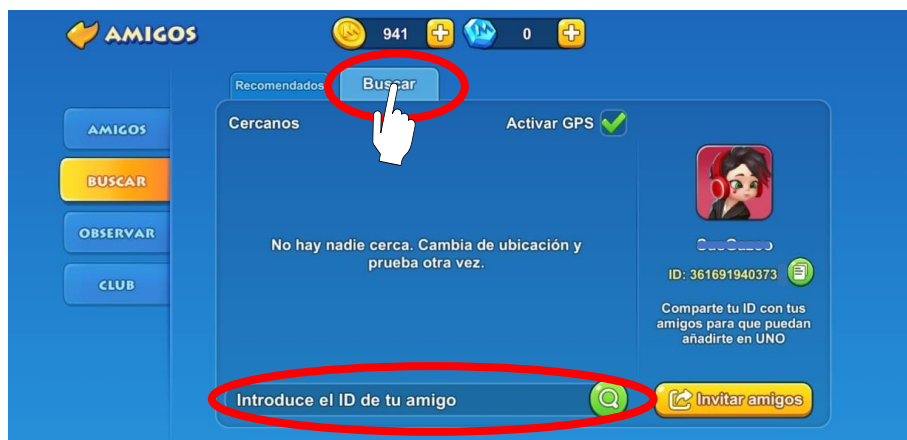 AMIGOS
941
0
Recomendados
Buscar
Cercanos
Activar GPS
AMIGOS
BUSCAR
OBSERVAR
CLUB
No hay nadie cerca. Cambia de ubicación y
prueba otra vez.
ID: 361691940373
Comparte tu ID con tus
amigos para que puedan
añadirte en UNO
Introduce el ID de tu amigo
Invitar amigos